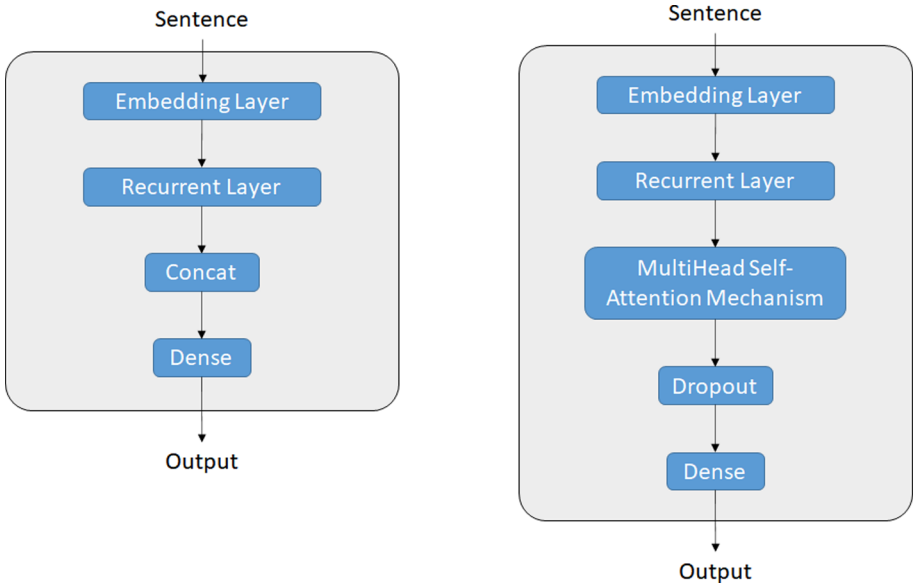 Sentence
Embedding Layer
Recurrent Layer
Concat
Dense
Output
Sentence
Embedding Layer
Recurrent Layer
MultiHead Self-
Attention Mechanism
Dropout
Dense
Output